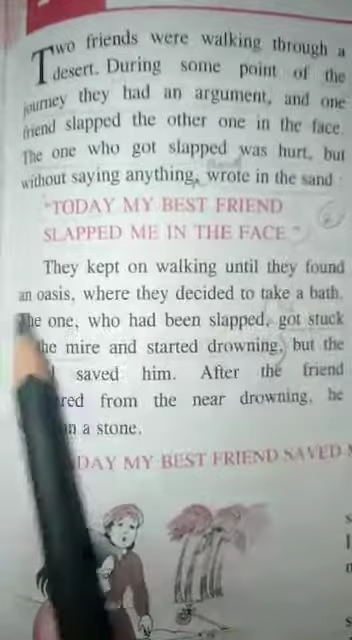 Two friends were walking through a
desert. During some point of the
journey they had an argument, and one
friend slapped the other one in the face.
The one who got slapped was hurt, but
without saying anything, wrote in the sand :
"TODAY MY BEST FRIEND
SLAPPED ME IN THE FACE."
They kept on walking until they found
an oasis, where they decided to take a bath.
The one, who had been slapped, got stuck
the mire and started drowning, but the
saved him. After the friend
red from the near drowning, he
n a stone.
DAY MY BEST FRIEND SAVED